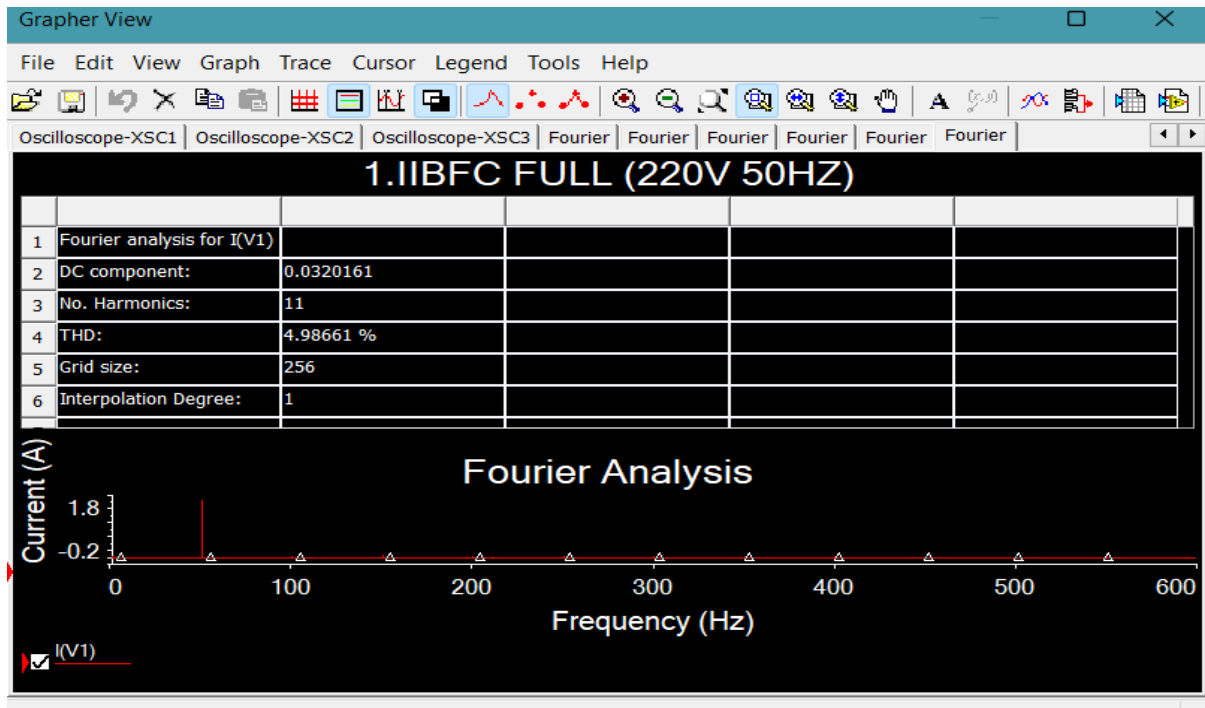 Grapher View
File Edit View Graph Trace Cursor Legend Tools Help
A
Oscilloscope-XSC1 Oscilloscope-XSC2 Oscilloscope-XSC3 Fourier Fourier Fourier Fourier Fourier Fourier
1.IIBFC FULL (220V 50HZ)
1 Fourier analysis for I(V1)
2 DC component: 0.0320161
3 No. Harmonics: 11
4 THD: 4.98661 %
5 Grid size: 256
6 Interpolation Degree: 1
Fourier Analysis
Current (A)
1.8
-0.2
0 100 200 300 400 500 600
Frequency (Hz)
I(V1)